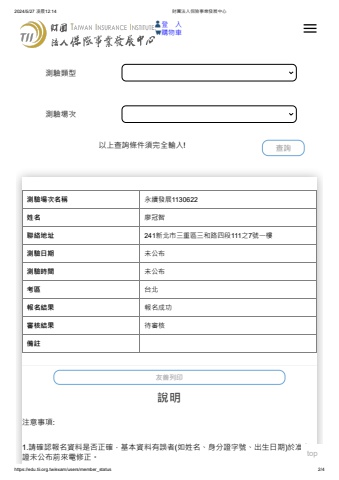 2024/5/27 凌晨12:14
財團法人保險事業發展中心
財團 TAIWAN INSURANCE INSTITUTE
法人保險事業發展中心
TII
登 入
購物車
測驗類型
測驗場次
以上查詢條件須完全輸入!
查詢
測驗場次名稱 永續發展1130622
姓名 廖冠智
聯絡地址 241新北市三重區三和路四段111之7號一樓
測驗日期 未公布
測驗時間 未公布
考區 台北
報名結果 報名成功
審核結果 待審核
備註
友善列印
說明
注意事項:
1.請確認報名資料是否正確、基本資料有誤者(如姓名、身分證字號、出生日期)於准
證未公布前來電修正。
top
https://edu.tii.org.tw/exam/users/member_status
2/4